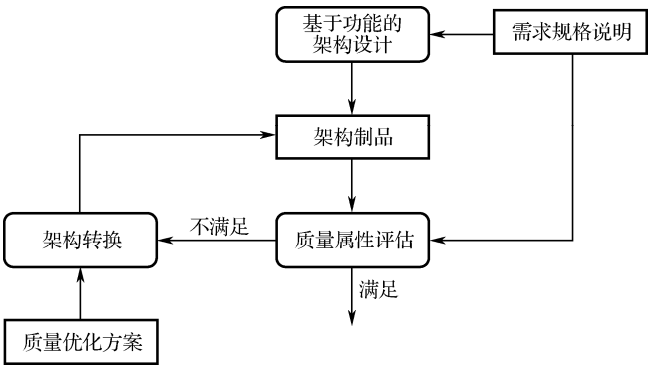 基于功能的
架构设计
需求规格说明
架构制品
不满足
架构转换
质量属性评估
满足
质量优化方案